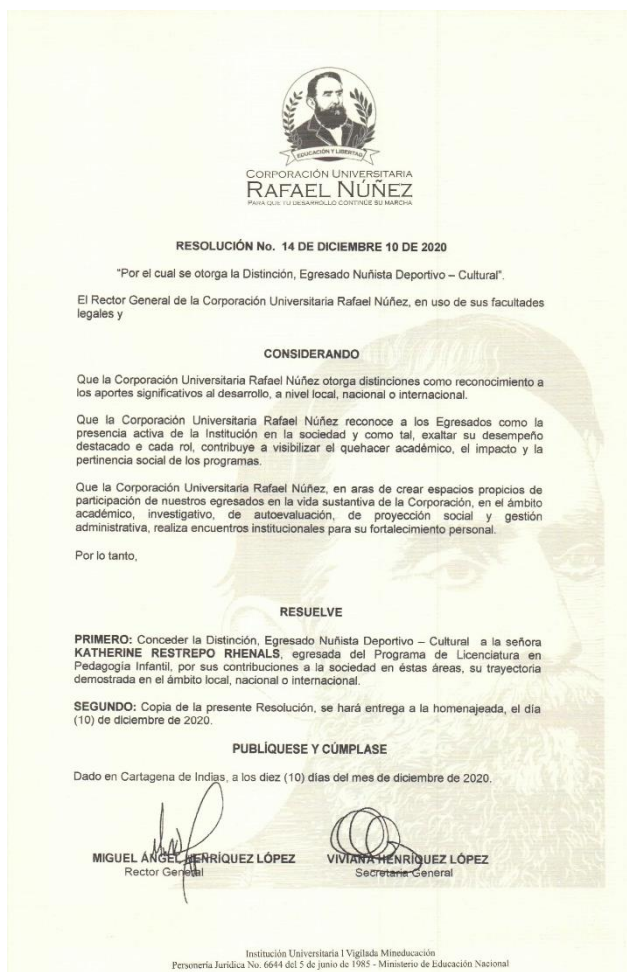 EDUCACIÓN Y LIBERTAD
CORPORACIÓN UNIVERSITARIA
RAFAEL NÚÑEZ
PARA QUE TU DESARROLLO CONTINÚE SU MARCHA
RESOLUCIÓN No. 14 DE DICIEMBRE 10 DE 2020
“Por el cual se otorga la Distinción, Egresado Nuñista Deportivo – Cultural”.
El Rector General de la Corporación Universitaria Rafael Núñez, en uso de sus facultades
legales y
CONSIDERANDO
Que la Corporación Universitaria Rafael Núñez otorga distinciones como reconocimiento a
los aportes significativos al desarrollo, a nivel local, nacional o internacional.
Que la Corporación Universitaria Rafael Núñez reconoce a los Egresados como la
presencia activa de la Institución en la sociedad y como tal, exaltar su desempeño
destacado e cada rol, contribuye a visibilizar el quehacer académico, el impacto y la
pertinencia social de los programas.
Que la Corporación Universitaria Rafael Núñez, en aras de crear espacios propicios de
participación de nuestros egresados en la vida sustantiva de la Corporación, en el ámbito
académico, investigativo, de autoevaluación, de proyección social y gestión
administrativa, realiza encuentros institucionales para su fortalecimiento personal.
Por lo tanto,
RESUELVE
PRIMERO: Conceder la Distinción, Egresado Nuñista Deportivo – Cultural a la señora
KATHERINE RESTREPO RHENALS, egresada del Programa de Licenciatura en
Pedagogía Infantil, por sus contribuciones a la sociedad en éstas áreas, su trayectoria
demostrada en el ámbito local, nacional o internacional.
SEGUNDO: Copia de la presente Resolución, se hará entrega a la homenajeada, el día
(10) de diciembre de 2020.
PUBLÍQUESE Y CÚMPLASE
Dado en Cartagena de Indias, a los diez (10) días del mes de diciembre de 2020.
MIGUEL ÁNGEL HENRÍQUEZ LÓPEZ VIVIANA HENRÍQUEZ LÓPEZ
Rector General Secretaria General
Institución Universitaria l Vigilada Mineducación
Personería Jurídica No. 6644 del 5 de junio de 1985 - Ministerio de Educación Nacional